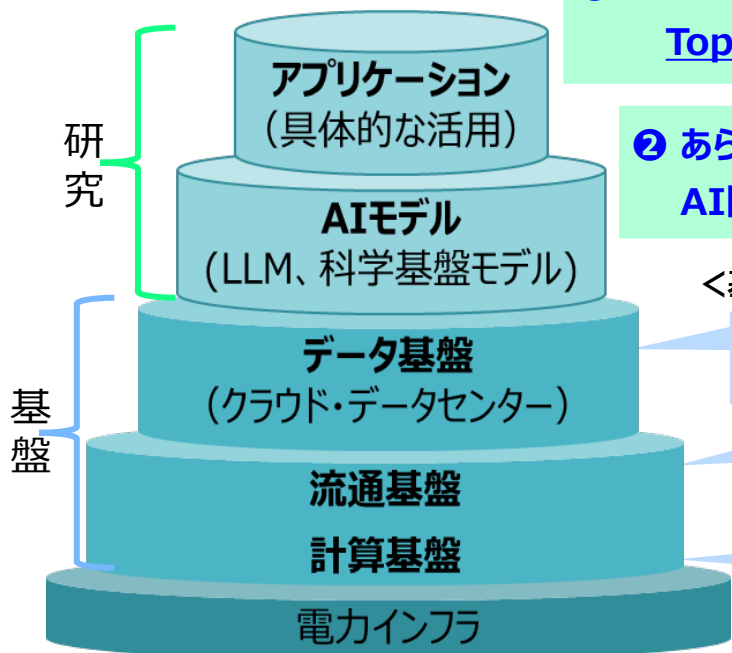 アプリケーション
(具体的な活用)
AIモデル
(LLM、科学基盤モデル)
データ基盤
(クラウド・データセンター)
流通基盤
計算基盤
電力インフラ
研究
基盤
Top
❷ あら
AI